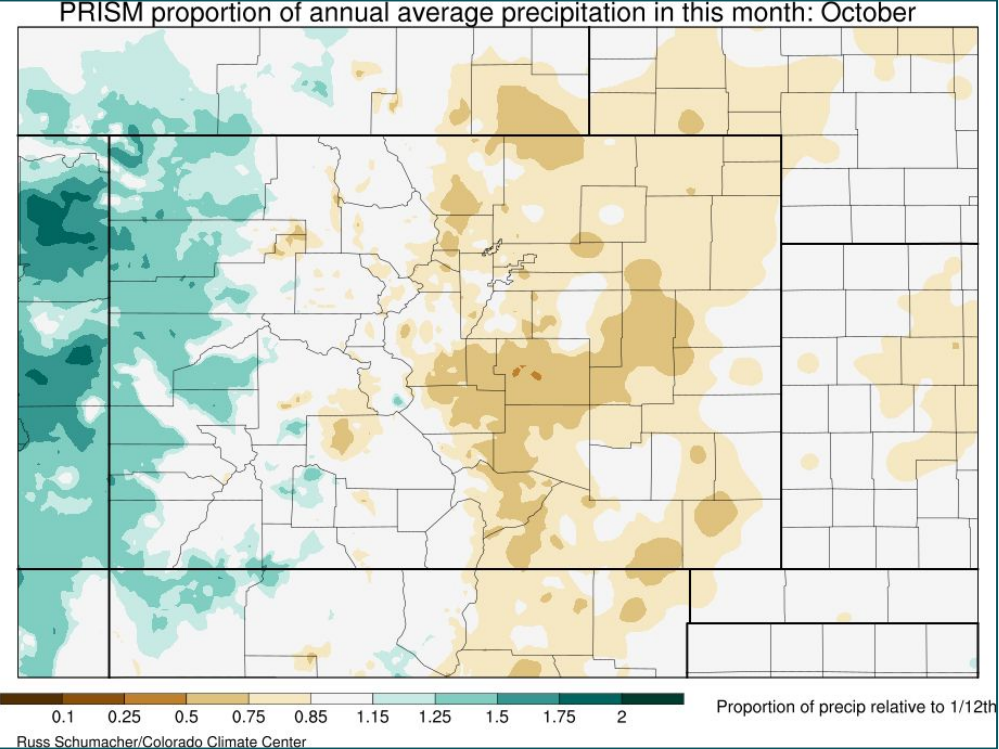 PRISM proportion of annual average precipitation in this month: October
0.1 0.25 0.5 0.75 0.85 1.15 1.25 1.5 1.75 2
Proportion of precip relative to 1/12th
Russ Schumacher/Colorado Climate Center